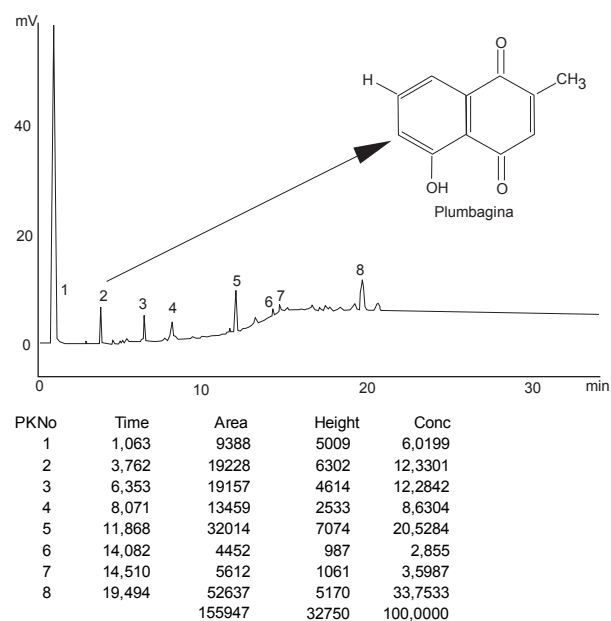 mV
40
20
0
1
2
3
4
5
6
7
8
0
10
20
30
min
O
CH3
H
OH
O
Plumbagina
PKNo Time Area Height Conc
1 1,063 9388 5009 6,0199
2 3,762 19228 6302 12,3301
3 6,353 19157 4614 12,2842
4 8,071 13459 2533 8,6304
5 11,868 32014 7074 20,5284
6 14,082 4452 987 2,855
7 14,510 5612 1061 3,5987
8 19,494 52637 5170 33,7533
155947 32750 100,0000